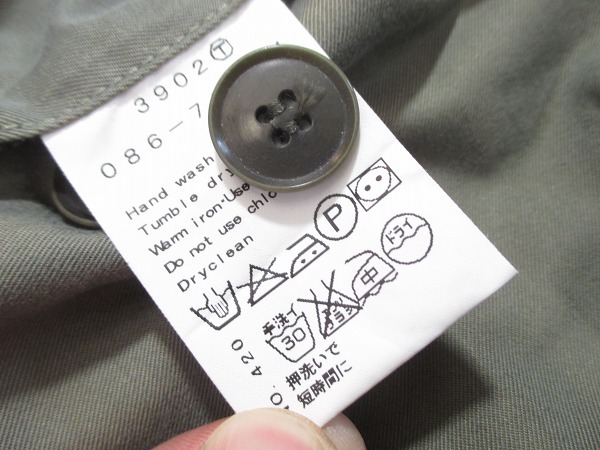 3902 T
086-7
Hand wash
Tumble dry
Warm iron-Use
Do not use
Dryclean
P
手洗イ 30 中 ドライ
420
押洗いで
短時間に